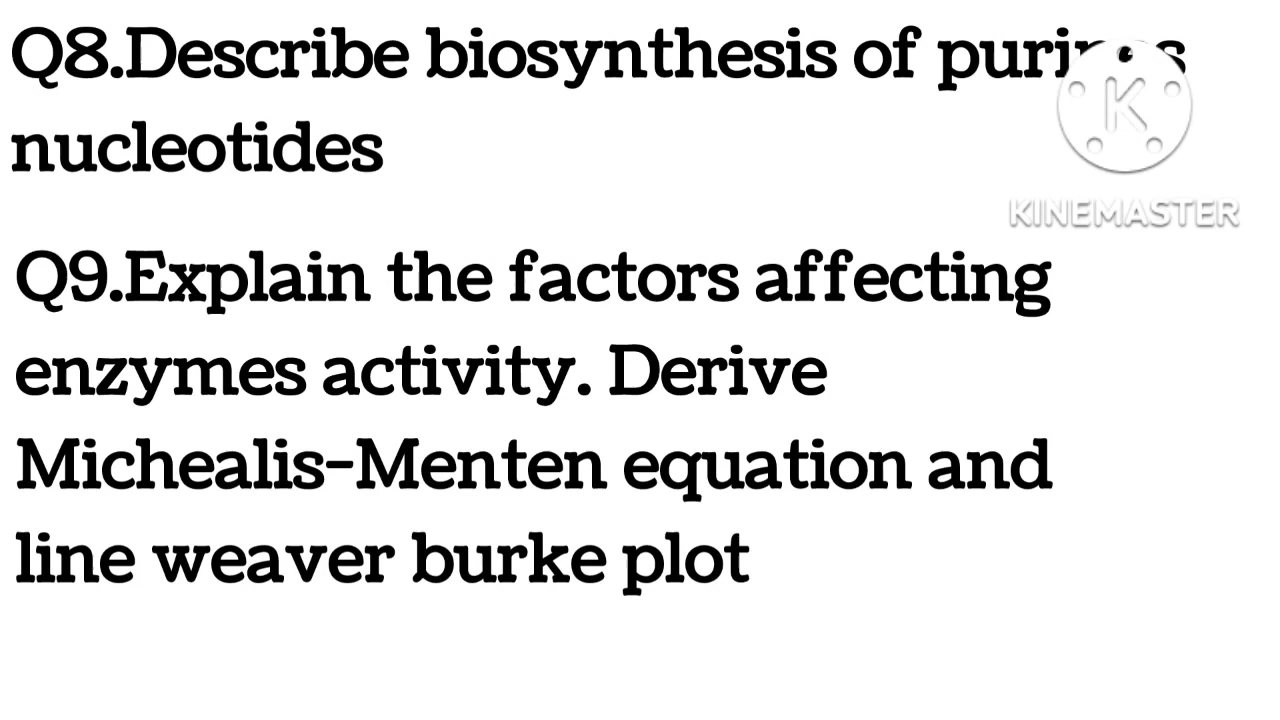 Q8.Describe biosynthesis of purines
nucleotides
K
KINEMASTER
Q9.Explain the factors affecting
enzymes activity. Derive
Michealis-Menten equation and
line weaver burke plot